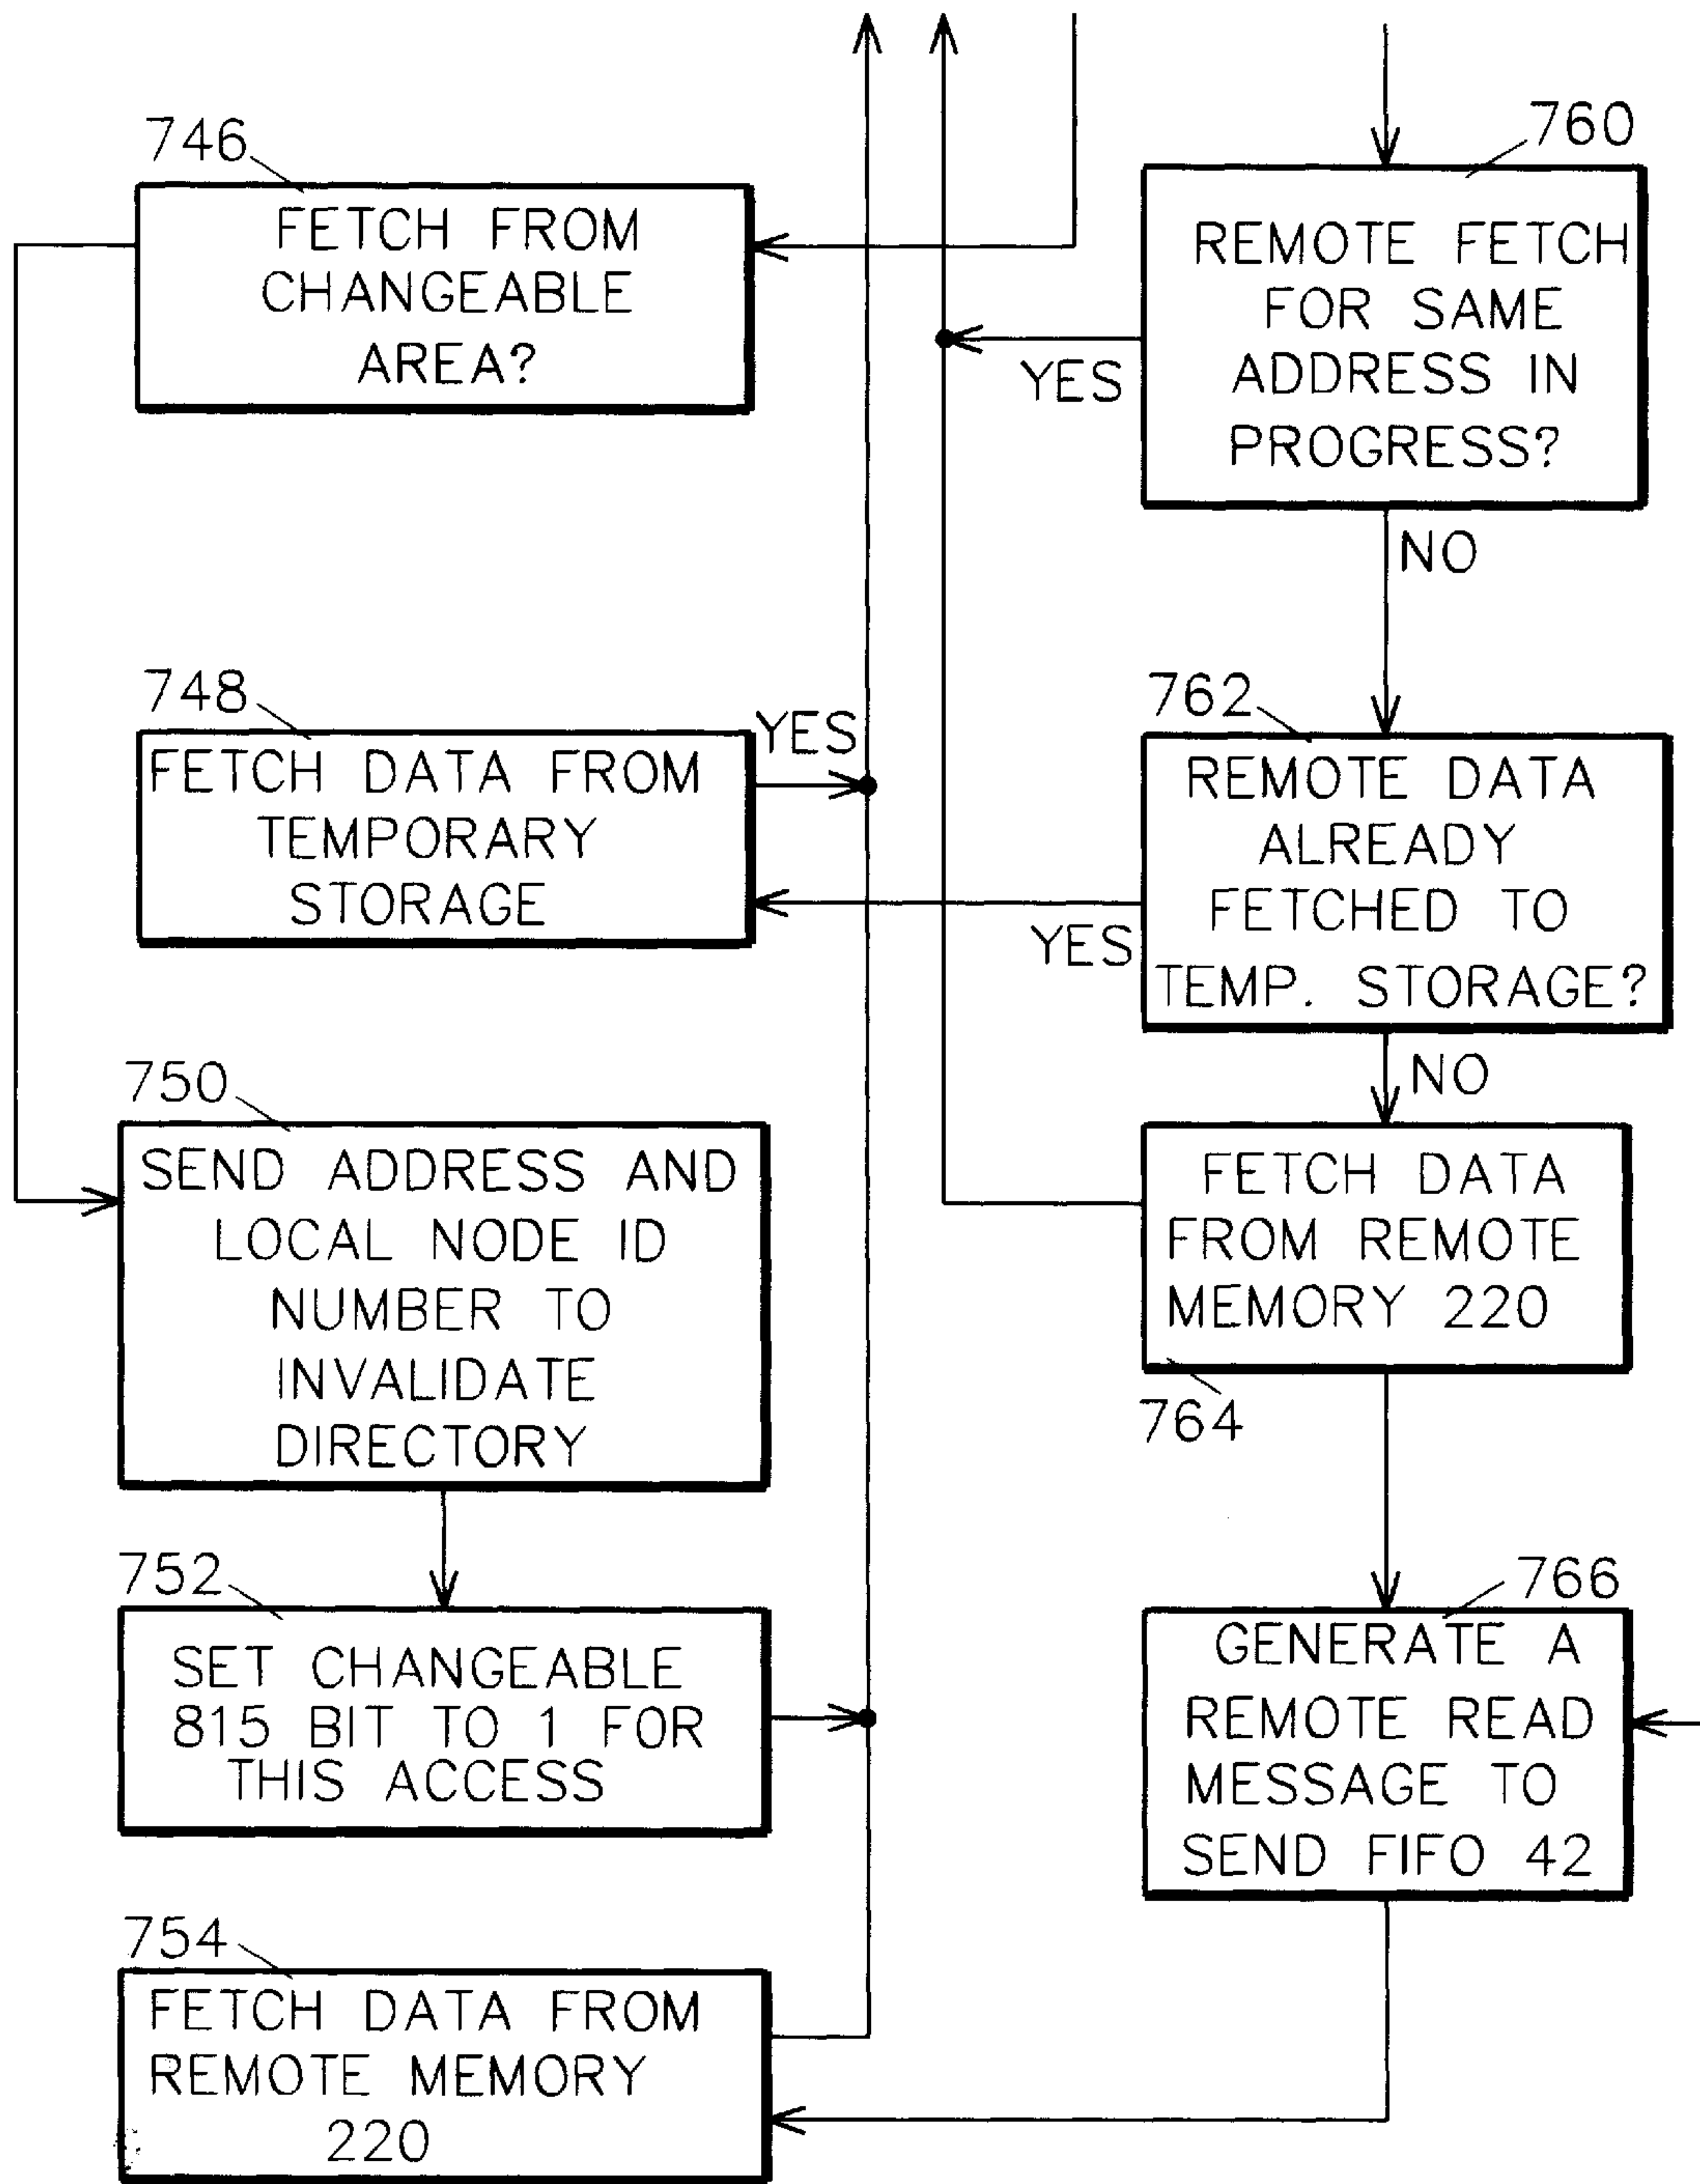 746
FETCH FROM
CHANGEABLE
AREA?
760
REMOTE FETCH
FOR SAME
ADDRESS IN
PROGRESS?
YES
NO
748
FETCH DATA FROM
TEMPORARY
STORAGE
YES
762
REMOTE DATA
ALREADY
FETCHED TO
TEMP. STORAGE?
YES
NO
750
SEND ADDRESS AND
LOCAL NODE ID
NUMBER TO
INVALIDATE
DIRECTORY
FETCH DATA
FROM REMOTE
MEMORY 220
764
752
SET CHANGEABLE
815 BIT TO 1 FOR
THIS ACCESS
766
GENERATE A
REMOTE READ
MESSAGE TO
SEND FIFO 42
754
FETCH DATA FROM
REMOTE MEMORY
220